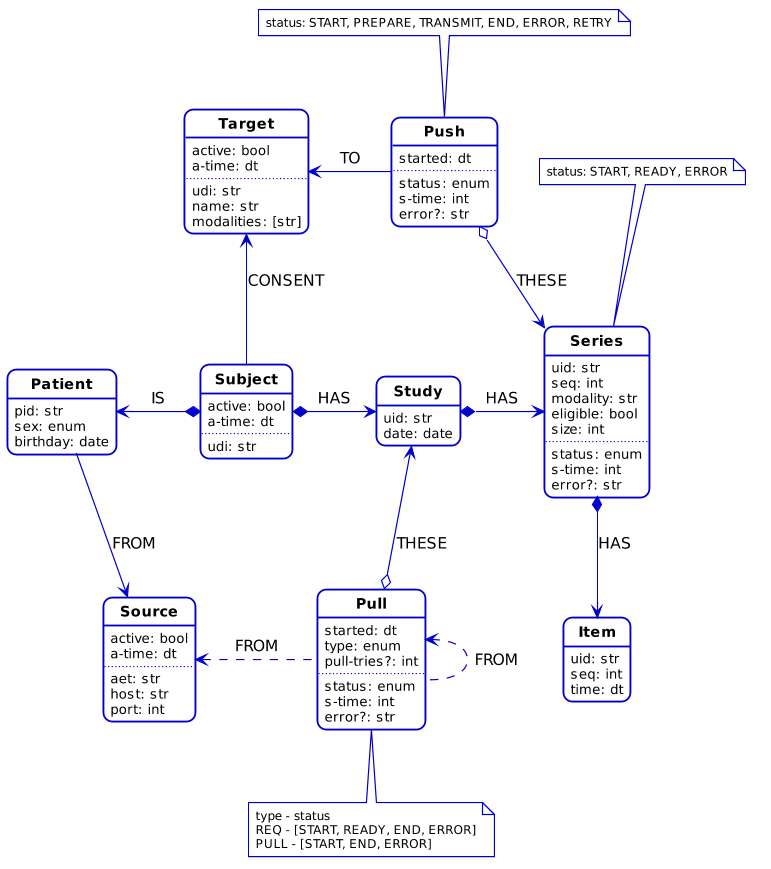 status: START, PREPARE, TRANSMIT, END, ERROR, RETRY
Target
active: bool
a-time: dt
udi: str
name: str
modalities: [str]
TO
Push
started: dt
status: enum
s-time: int
error?: str
status: START, READY, ERROR
CONSENT
THESE
Patient
pid: str
sex: enum
birthday: date
IS
Subject
active: bool
a-time: dt
udi: str
HAS
Study
uid: str
date: date
HAS
Series
uid: str
seq: int
modality: str
eligible: bool
size: int
status: enum
s-time: int
error?: str
FROM
THESE
HAS
Source
active: bool
a-time: dt
aet: str
host: str
port: int
FROM
Pull
started: dt
type: enum
pull-tries?: int
status: enum
s-time: int
error?: str
FROM
Item
uid: str
seq: int
time: dt
type - status
REQ - [START, READY, END, ERROR]
PULL - [START, END, ERROR]